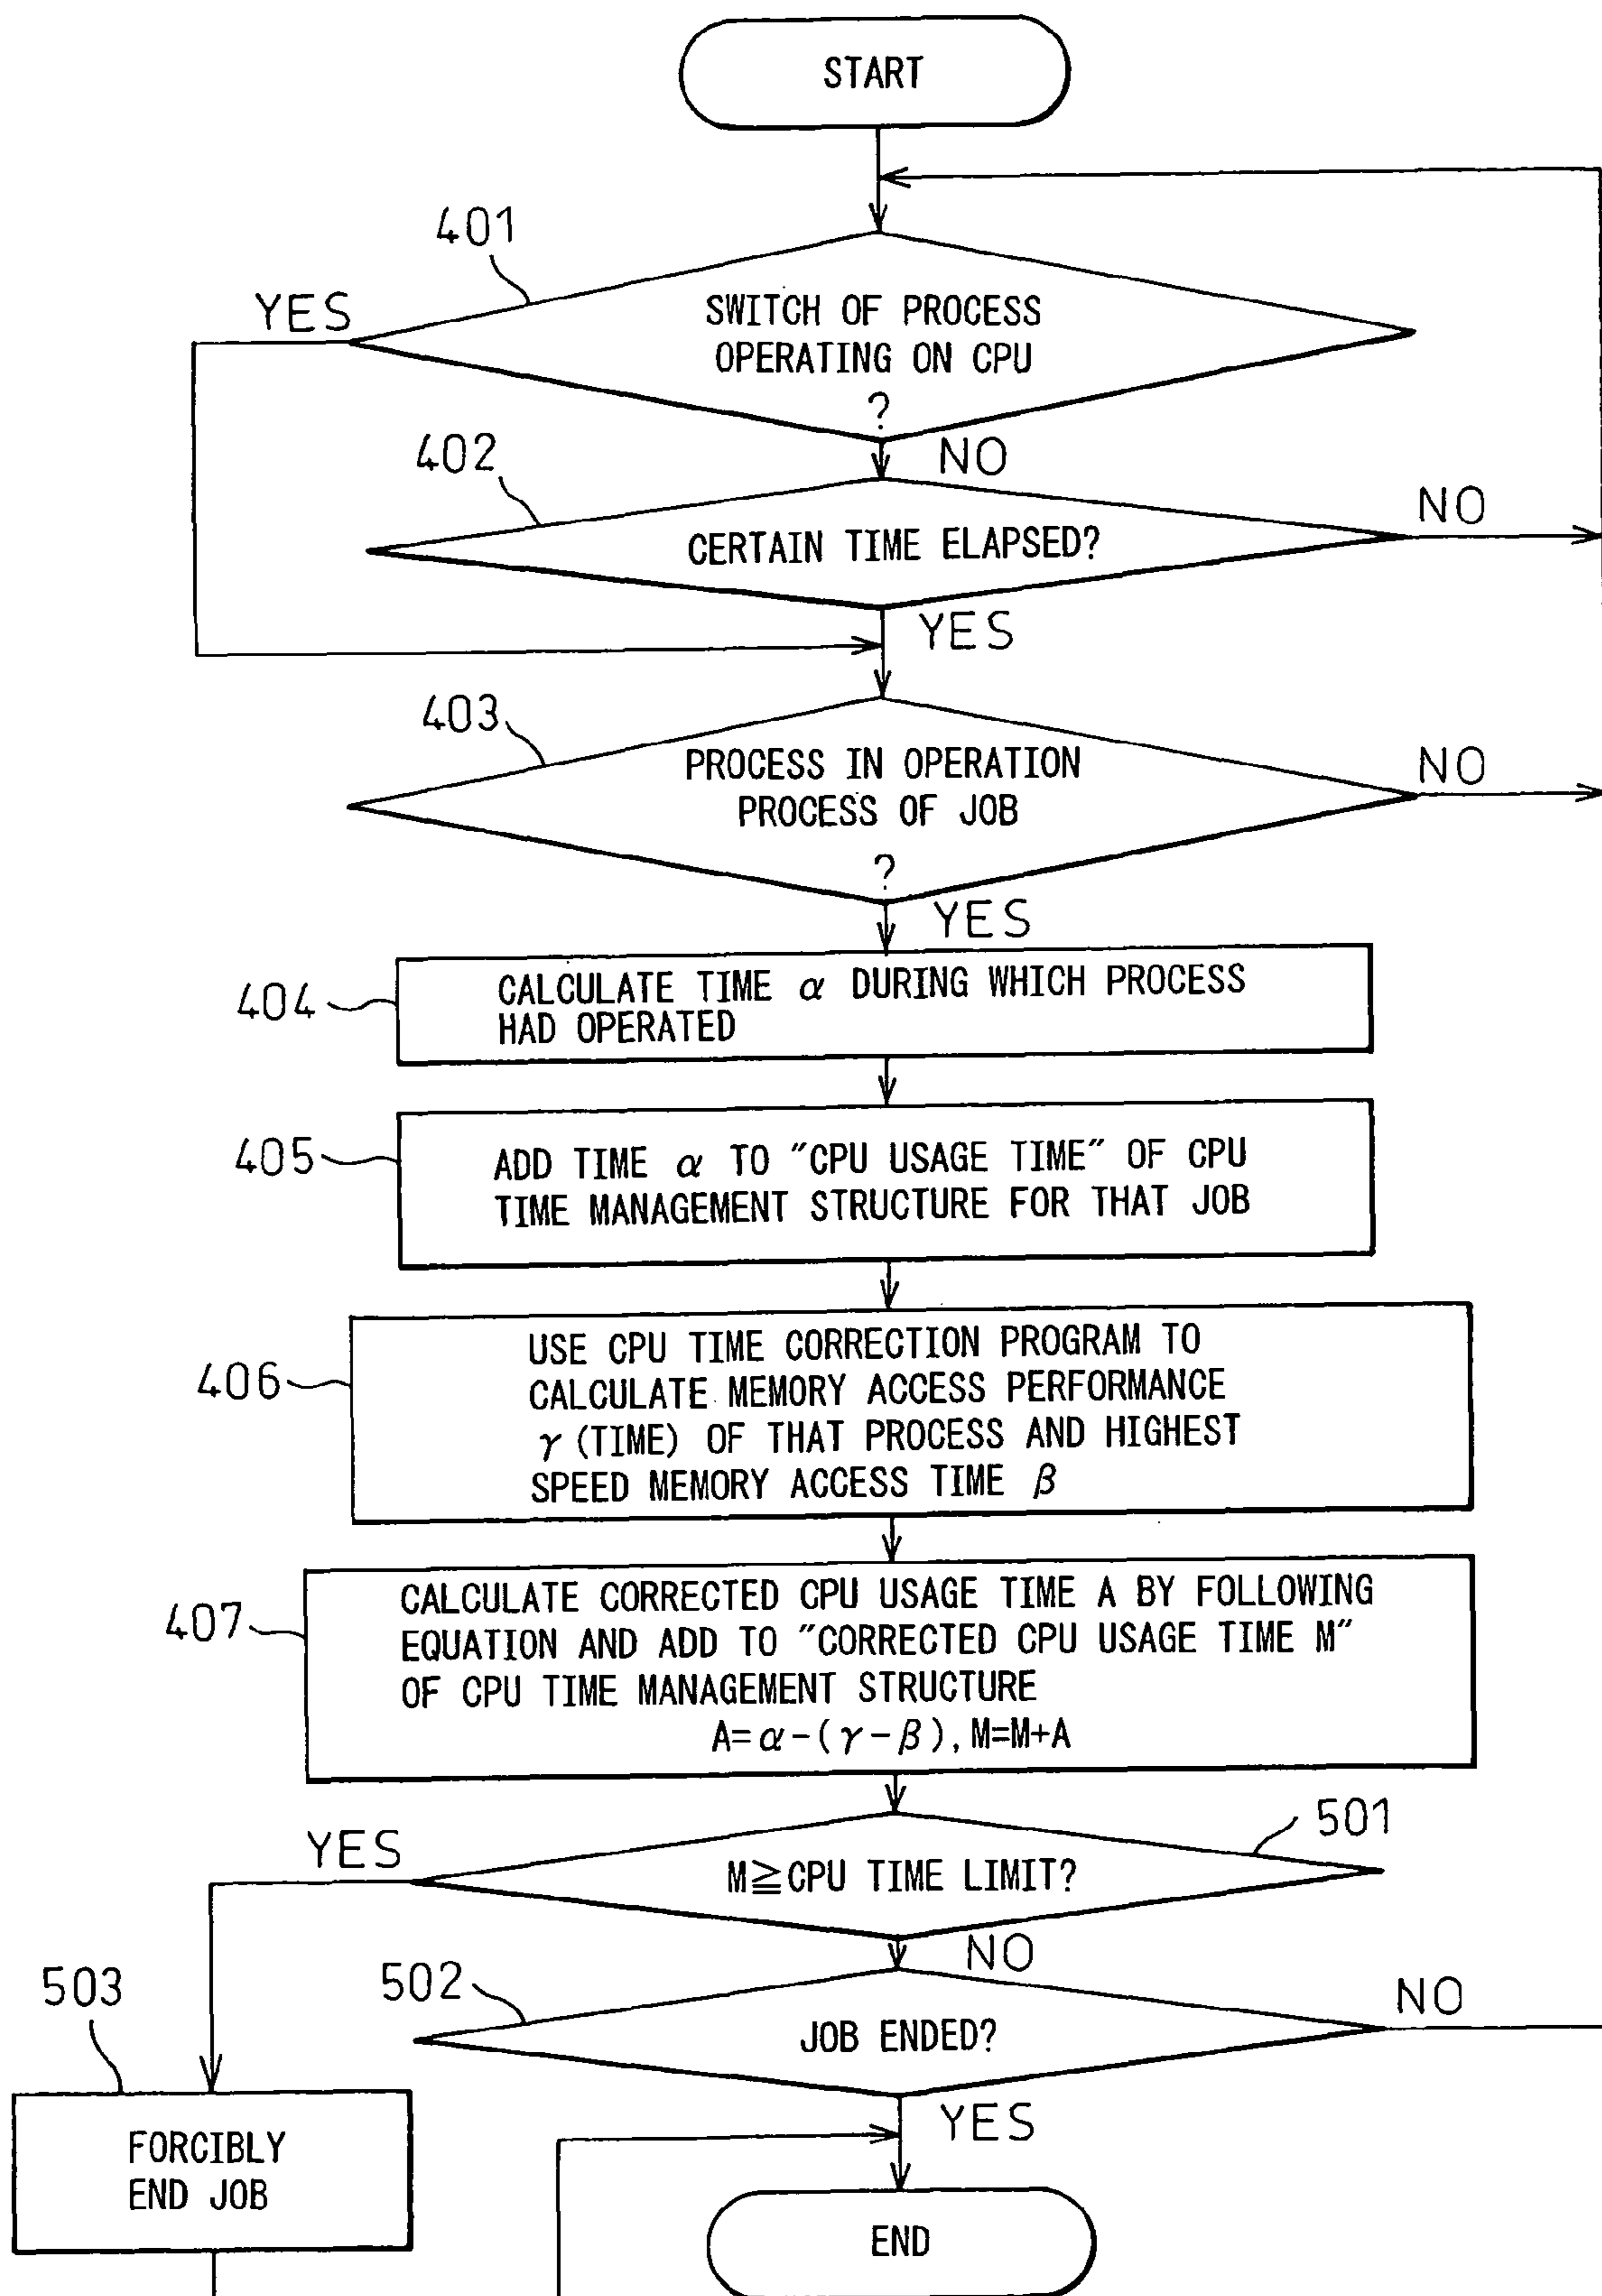 START
401
YES
SWITCH OF PROCESS
OPERATING ON CPU
?
NO
402
CERTAIN TIME ELAPSED?
NO
YES
403
PROCESS IN OPERATION
PROCESS OF JOB
?
NO
YES
404
CALCULATE TIME α DURING WHICH PROCESS
HAD OPERATED
405
ADD TIME α TO "CPU USAGE TIME" OF CPU
TIME MANAGEMENT STRUCTURE FOR THAT JOB
406
USE CPU TIME CORRECTION PROGRAM TO
CALCULATE MEMORY ACCESS PERFORMANCE
γ (TIME) OF THAT PROCESS AND HIGHEST
SPEED MEMORY ACCESS TIME β
407
CALCULATE CORRECTED CPU USAGE TIME A BY FOLLOWING
EQUATION AND ADD TO "CORRECTED CPU USAGE TIME M"
OF CPU TIME MANAGEMENT STRUCTURE
A=α-(γ-β), M=M+A
501
YES
M≧CPU TIME LIMIT?
NO
502
JOB ENDED?
NO
YES
503
FORCIBLY
END JOB
END